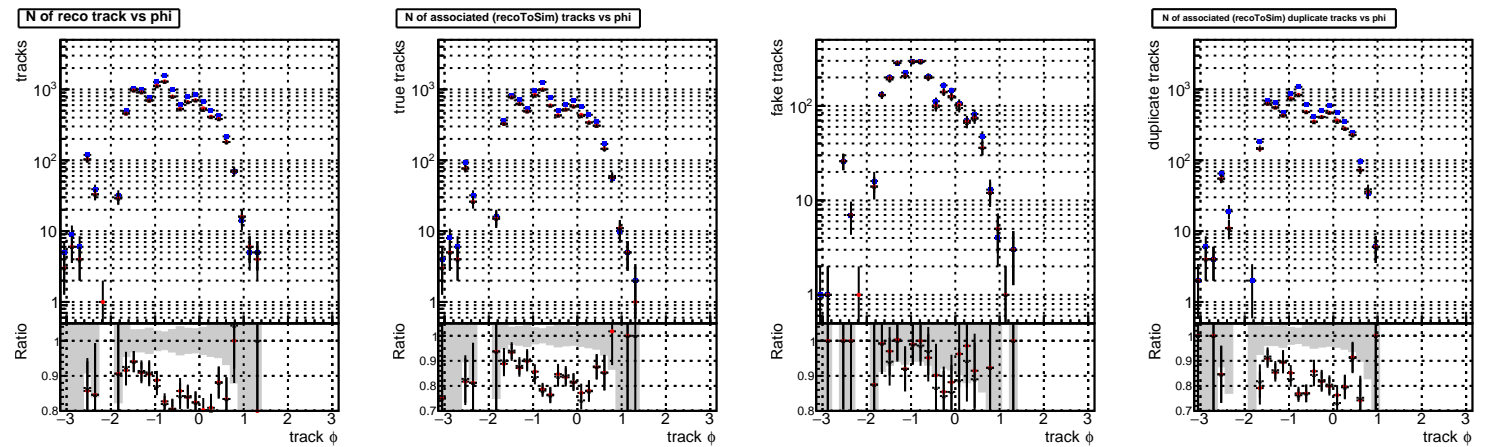 N of reco track vs phi
tracks
10³
10²
10
1
Ratio
1
0.9
0.8
−3 −2 −1 0 1 2 3
track ϕ
N of associated (recoToSim) tracks vs phi
true tracks
10³
10²
10
1
Ratio
1
0.9
0.8
0.7
−3 −2 −1 0 1 2 3
track ϕ
fake tracks
10²
10
1
Ratio
1
0.9
0.8
−3 −2 −1 0 1 2 3
track ϕ
N of associated (recoToSim) duplicate tracks vs phi
duplicate tracks
10³
10²
10
1
Ratio
1
0.9
0.8
0.7
−3 −2 −1 0 1 2 3
track ϕ